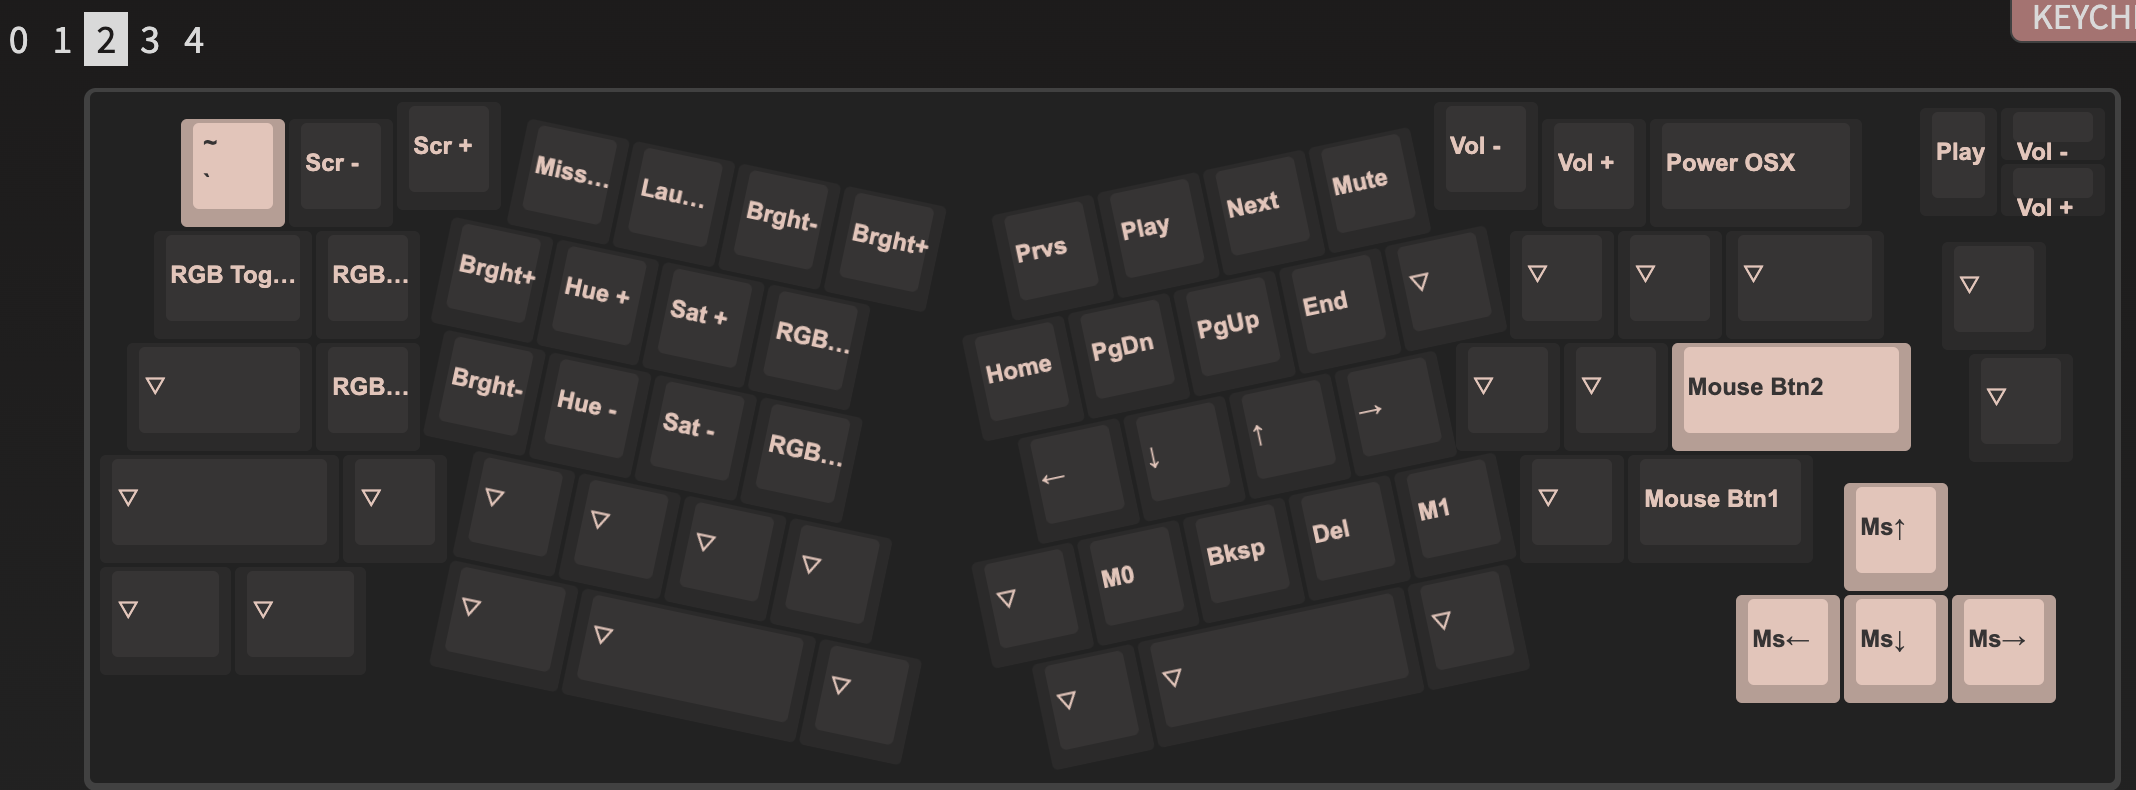 0 1 2 3 4
KEYCH
~
`
Scr -
Scr +
Miss...
Lau...
Brght-
Brght+
Prvs
Play
Next
Mute
Vol -
Vol +
Power OSX
Play
Vol -
Vol +
RGB Tog...
RGB...
Brght+
Hue +
Sat +
RGB...
Home
PgDn
PgUp
End
▽
▽
▽
▽
▽
▽
RGB...
Brght-
Hue -
Sat -
RGB...
←
↓
↑
→
▽
▽
Mouse Btn2
▽
▽
▽
▽
▽
▽
▽
▽
M0
Bksp
Del
M1
▽
Mouse Btn1
Ms↑
▽
▽
▽
▽
▽
▽
▽
▽
Ms←
Ms↓
Ms→